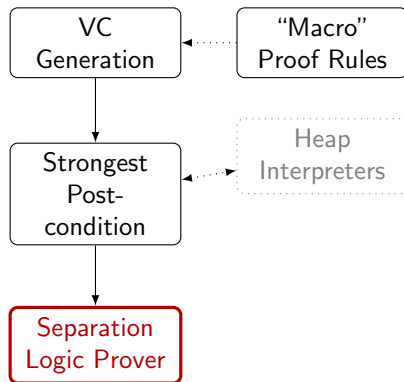 VC
Generation
“Macro”
Proof Rules
Strongest
Post-
condition
Heap
Interpreters
Separation
Logic Prover